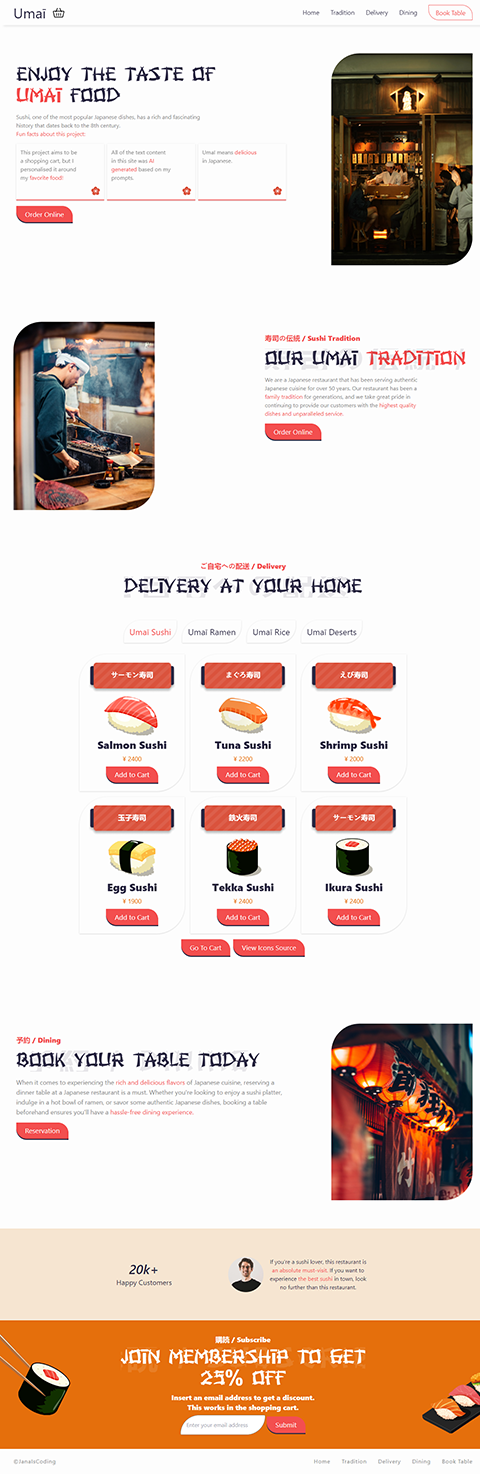 Umaī
Home Tradition Delivery Dining Book Table
ENJOY THE TASTE OF
UMAĪ FOOD
Sushi, one of the most popular Japanese dishes, has a rich and fascinating
history that dates back to the 8th century.
Fun facts about this project:
This project aims to be
a shopping cart, but I
personalised it around
my favorite food!
All of the text content
in this site was AI
generated based on my
prompts.
Umaī means delicious
in Japanese.
Order Online
寿司の伝統 / Sushi Tradition
OUR UMAĪ TRADITION
We are a Japanese restaurant that has been serving authentic
Japanese cuisine for over 50 years. Our restaurant has been a
family tradition for generations, and we take great pride in
continuing to provide our customers with the highest quality
dishes and unparalleled service.
Order Online
ご自宅への配送 / Delivery
DELIVERY AT YOUR HOME
Umaī Sushi Umaī Ramen Umaī Rice Umaī Deserts
サーモン寿司 まぐろ寿司 えび寿司
Salmon Sushi Tuna Sushi Shrimp Sushi
¥ 2400 ¥ 2200 ¥ 2000
Add to Cart Add to Cart Add to Cart
玉子寿司 鉄火寿司 サーモン寿司
Egg Sushi Tekka Sushi Ikura Sushi
¥ 1900 ¥ 2400 ¥ 2400
Add to Cart Add to Cart Add to Cart
Go To Cart View Icons Source
予約 / Dining
BOOK YOUR TABLE TODAY
When it comes to experiencing the rich and delicious flavors of Japanese cuisine, reserving a
dinner table at a Japanese restaurant is a must. Whether you're looking to enjoy a sushi platter,
indulge in a hot bowl of ramen, or savor some authentic Japanese dishes, booking a table
beforehand ensures you'll have a hassle-free dining experience.
Reservation
20k+
Happy Customers
If you're a sushi lover, this restaurant is
an absolute must-visit. If you want to
experience the best sushi in town, look
no further than this restaurant.
購読 / Subscribe
JOIN MEMBERSHIP TO GET
25% OFF
Insert an email address to get a discount.
This works in the shopping cart.
Enter your email address Submit
©JanaIsCoding
Home Tradition Delivery Dining Book Table